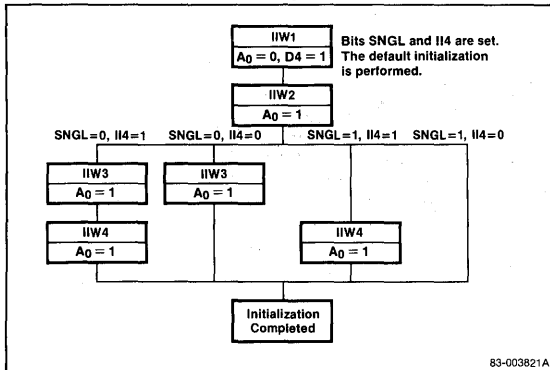 IIW1
A0 = 0, D4 = 1
Bits SNGL and II4 are set.
The default initialization
is performed.
IIW2
A0 = 1
SNGL=0, II4=1 SNGL=0, II4=0 SNGL=1, II4=1 SNGL=1, II4=0
IIW3
A0 = 1
IIW3
A0 = 1
IIW4
A0 = 1
IIW4
A0 = 1
Initialization
Completed
83-003821A